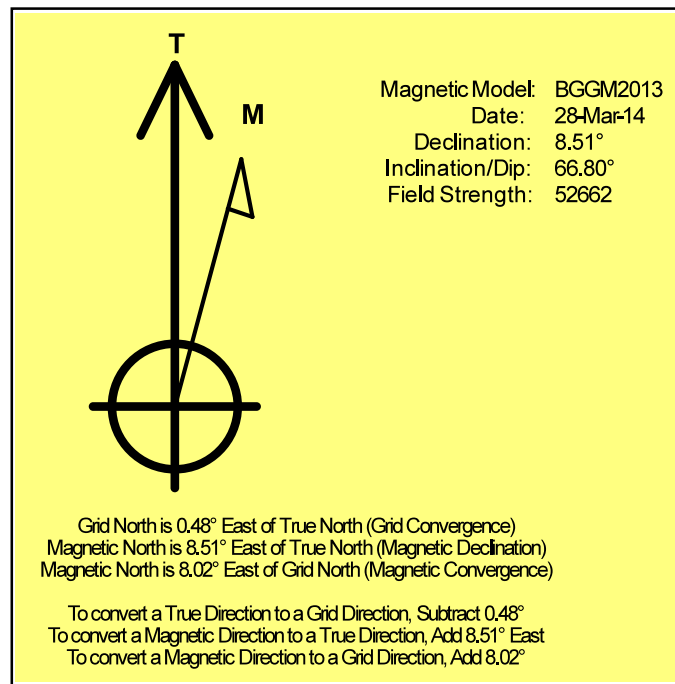 T
M
Magnetic Model: BGGM2013
Date: 28-Mar-14
Declination: 8.51°
Inclination/Dip: 66.80°
Field Strength: 52662
Grid North is 0.48° East of True North (Grid Convergence)
Magnetic North is 8.51° East of True North (Magnetic Declination)
Magnetic North is 8.02° East of Grid North (Magnetic Convergence)
To convert a True Direction to a Grid Direction, Subtract 0.48°
To convert a Magnetic Direction to a True Direction, Add 8.51° East
To convert a Magnetic Direction to a Grid Direction, Add 8.02°